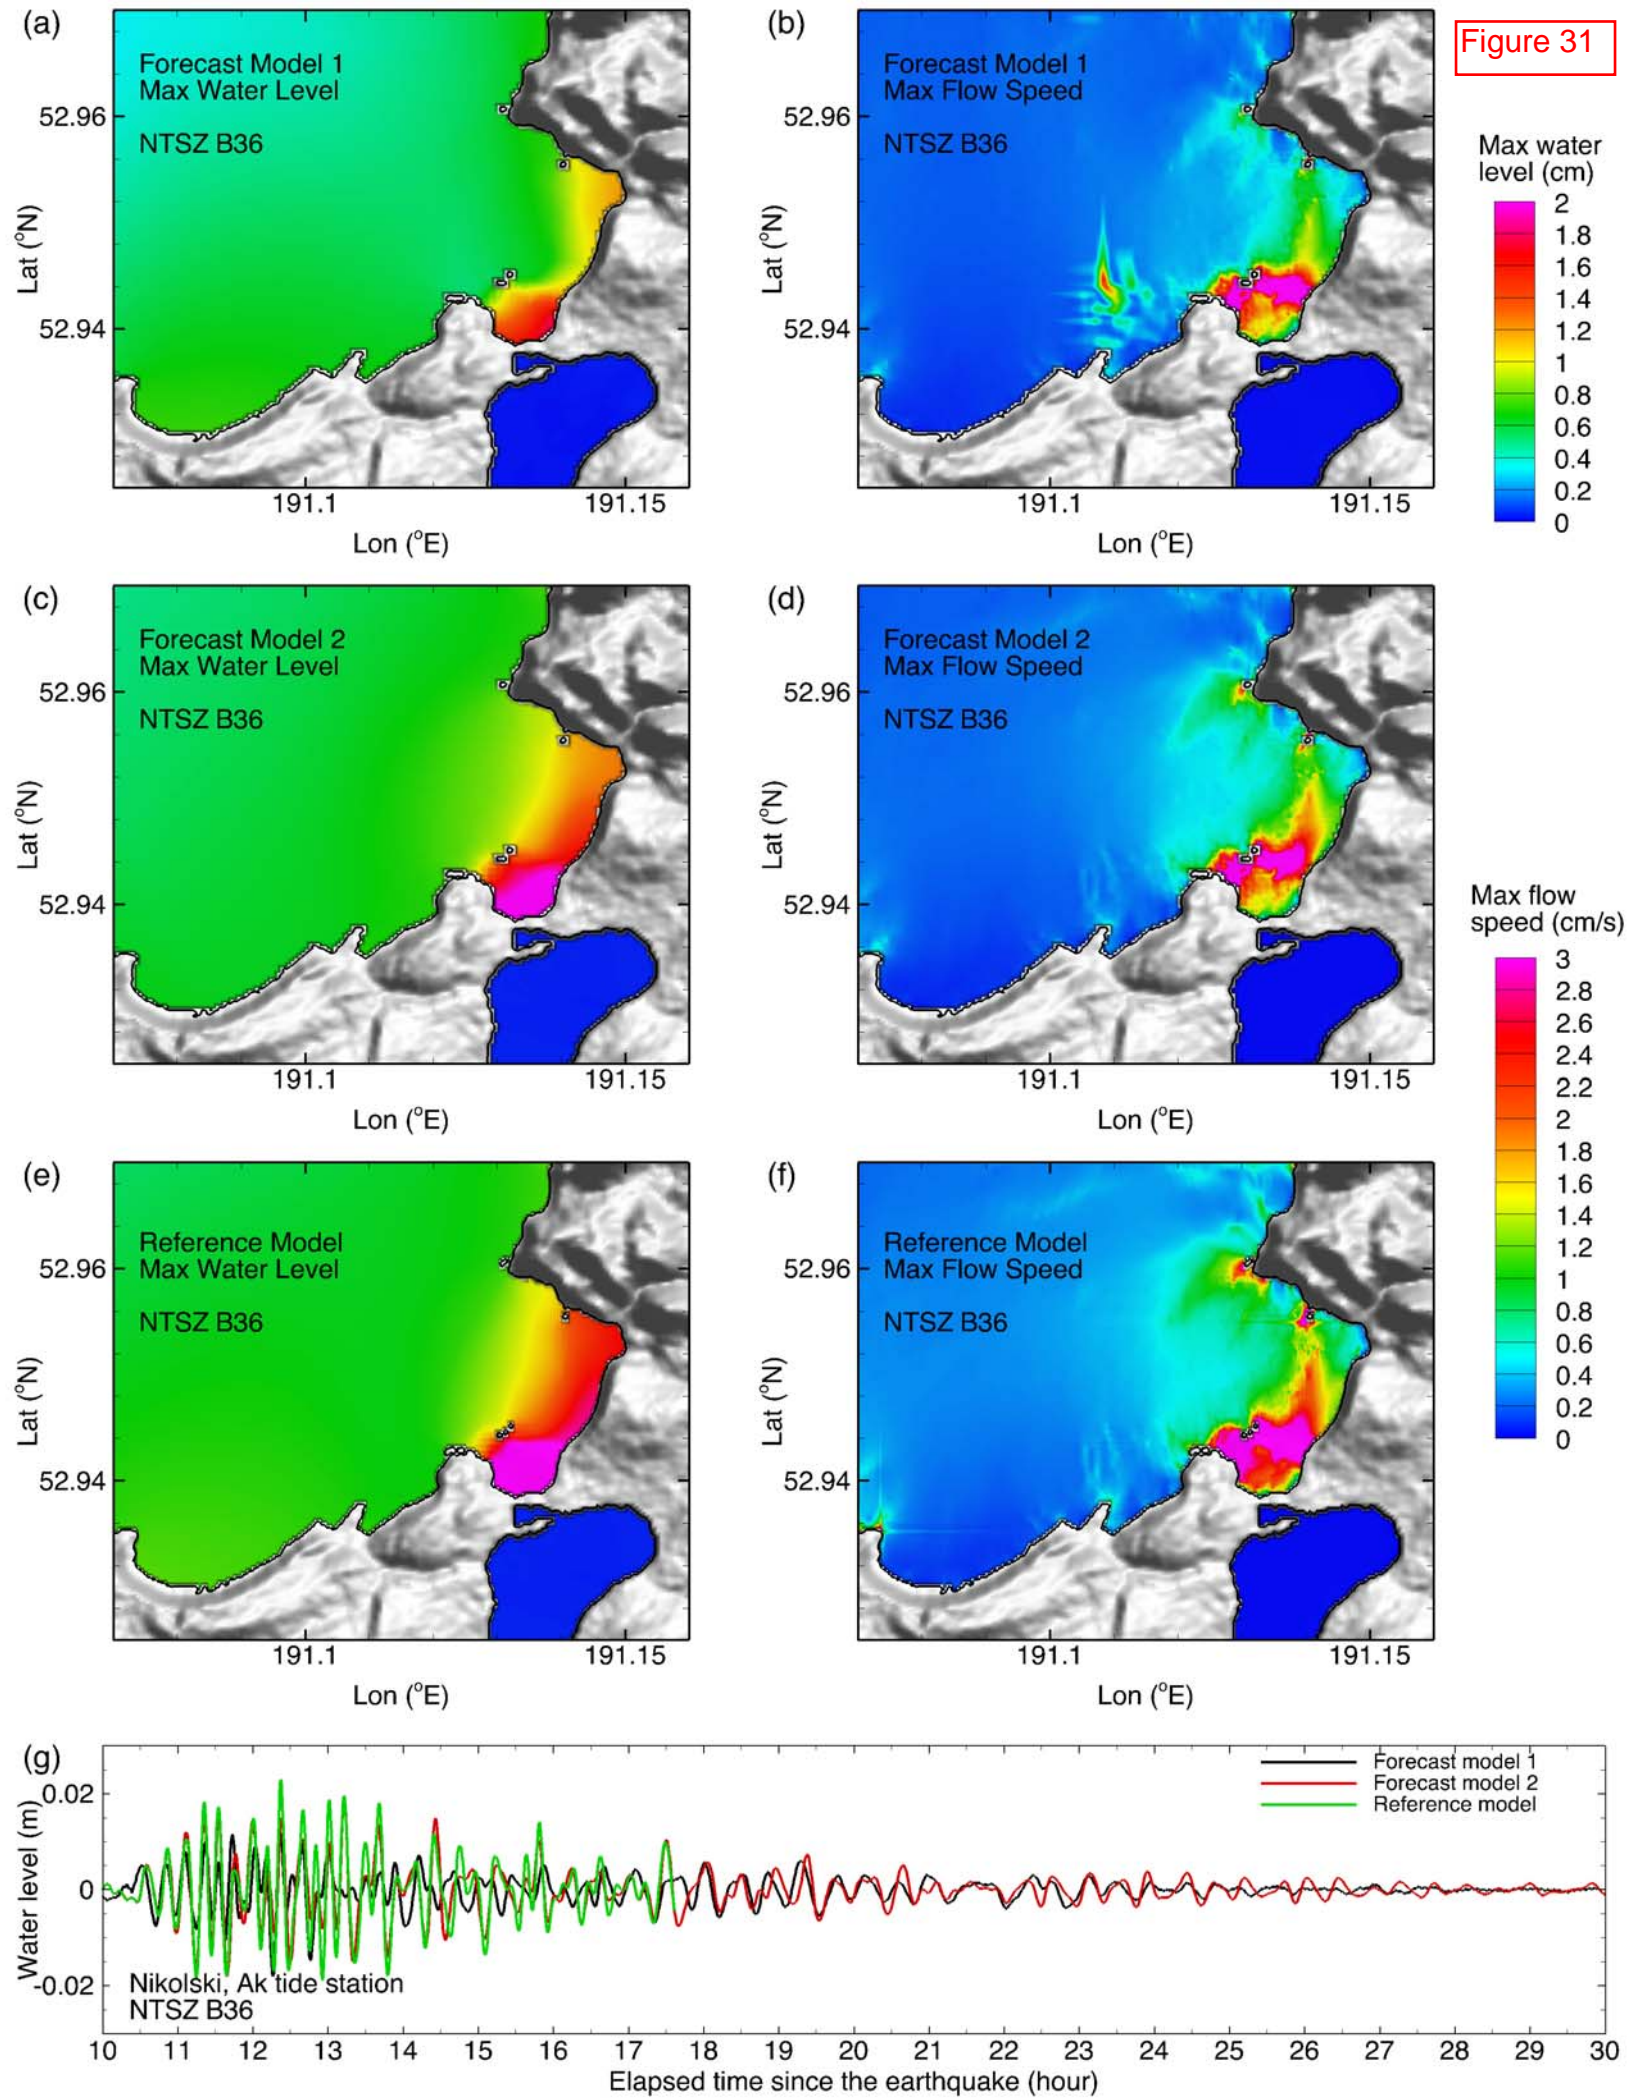 Figure 31
(a)
Forecast Model 1
Max Water Level
NTSZ B36
52.96
52.94
Lat (°N)
191.1
191.15
Lon (°E)
(b)
Forecast Model 1
Max Flow Speed
NTSZ B36
52.96
52.94
Lat (°N)
191.1
191.15
Lon (°E)
Max water
level (cm)
2
1.8
1.6
1.4
1.2
1
0.8
0.6
0.4
0.2
0
(c)
Forecast Model 2
Max Water Level
NTSZ B36
52.96
52.94
Lat (°N)
191.1
191.15
Lon (°E)
(d)
Forecast Model 2
Max Flow Speed
NTSZ B36
52.96
52.94
Lat (°N)
191.1
191.15
Lon (°E)
Max flow
speed (cm/s)
3
2.8
2.6
2.4
2.2
2
1.8
1.6
1.4
1.2
1
0.8
0.6
0.4
0.2
0
(e)
Reference Model
Max Water Level
NTSZ B36
52.96
52.94
Lat (°N)
191.1
191.15
Lon (°E)
(f)
Reference Model
Max Flow Speed
NTSZ B36
52.96
52.94
Lat (°N)
191.1
191.15
Lon (°E)
(g)
Forecast model 1
Forecast model 2
Reference model
0.02
0
-0.02
Water level (m)
Nikolski, Ak tide station
NTSZ B36
10 11 12 13 14 15 16 17 18 19 20 21 22 23 24 25 26 27 28 29 30
Elapsed time since the earthquake (hour)